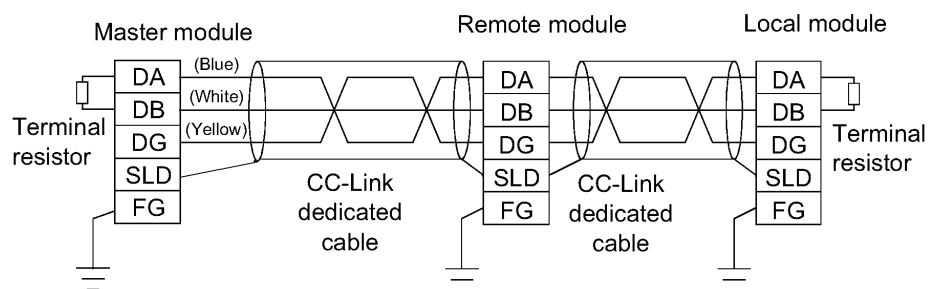 Master module
Remote module
Local module
DA
DB
DG
SLD
FG
(Blue)
(White)
(Yellow)
Terminal
resistor
CC-Link
dedicated
cable
DA
DB
DG
SLD
FG
CC-Link
dedicated
cable
DA
DB
DG
SLD
FG
Terminal
resistor